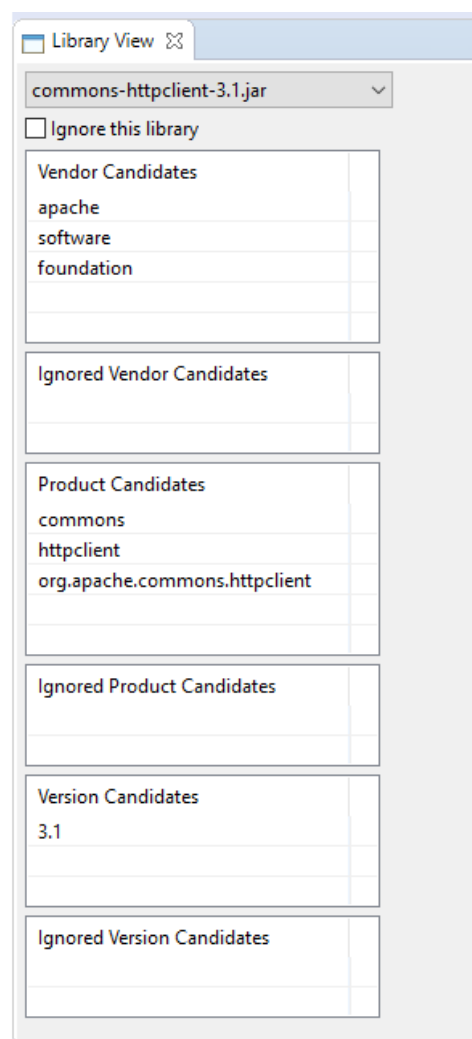 Library View
commons-httpclient-3.1.jar
Ignore this library
Vendor Candidates
apache
software
foundation
Ignored Vendor Candidates
Product Candidates
commons
httpclient
org.apache.commons.httpclient
Ignored Product Candidates
Version Candidates
3.1
Ignored Version Candidates